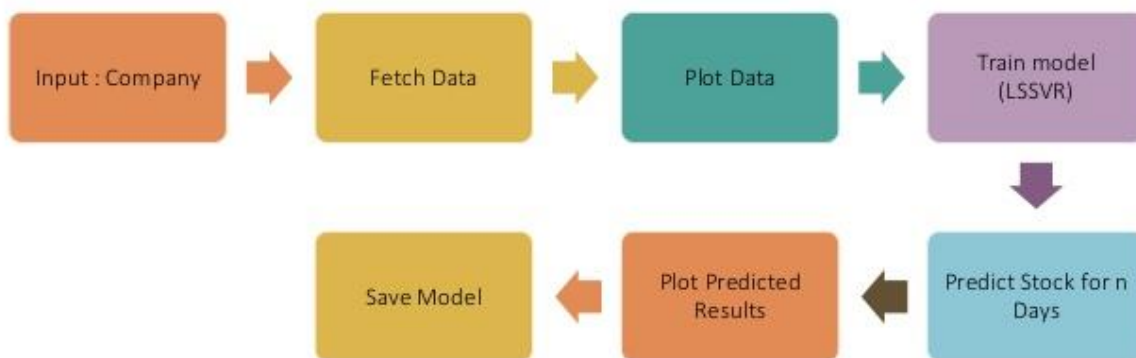 Input : Company
Fetch Data
Plot Data
Train model
(LSSVR)
Predict Stock for n
Days
Plot Predicted
Results
Save Model